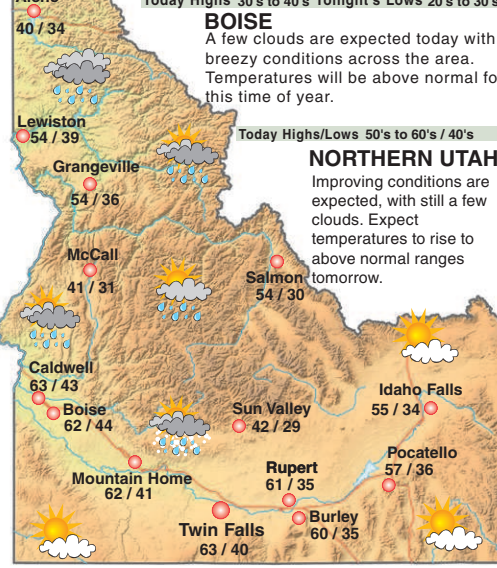 Today Highs 30's to 40's Tonight's Lows 20's to 30's
BOISE
A few clouds are expected today with
breezy conditions across the area.
Temperatures will be above normal fo
this time of year.
Today Highs/Lows 50's to 60's / 40's
NORTHERN UTAH
Improving conditions are
expected, with still a few
clouds. Expect
temperatures to rise to
above normal ranges
tomorrow.
40 / 34
Lewiston
54 / 39
Grangeville
54 / 36
McCall
41 / 31
Salmon
54 / 30
Caldwell
63 / 43
Boise
62 / 44
Sun Valley
42 / 29
Idaho Falls
55 / 34
Mountain Home
62 / 41
Rupert
61 / 35
Pocatello
57 / 36
Twin Falls
63 / 40
Burley
60 / 35